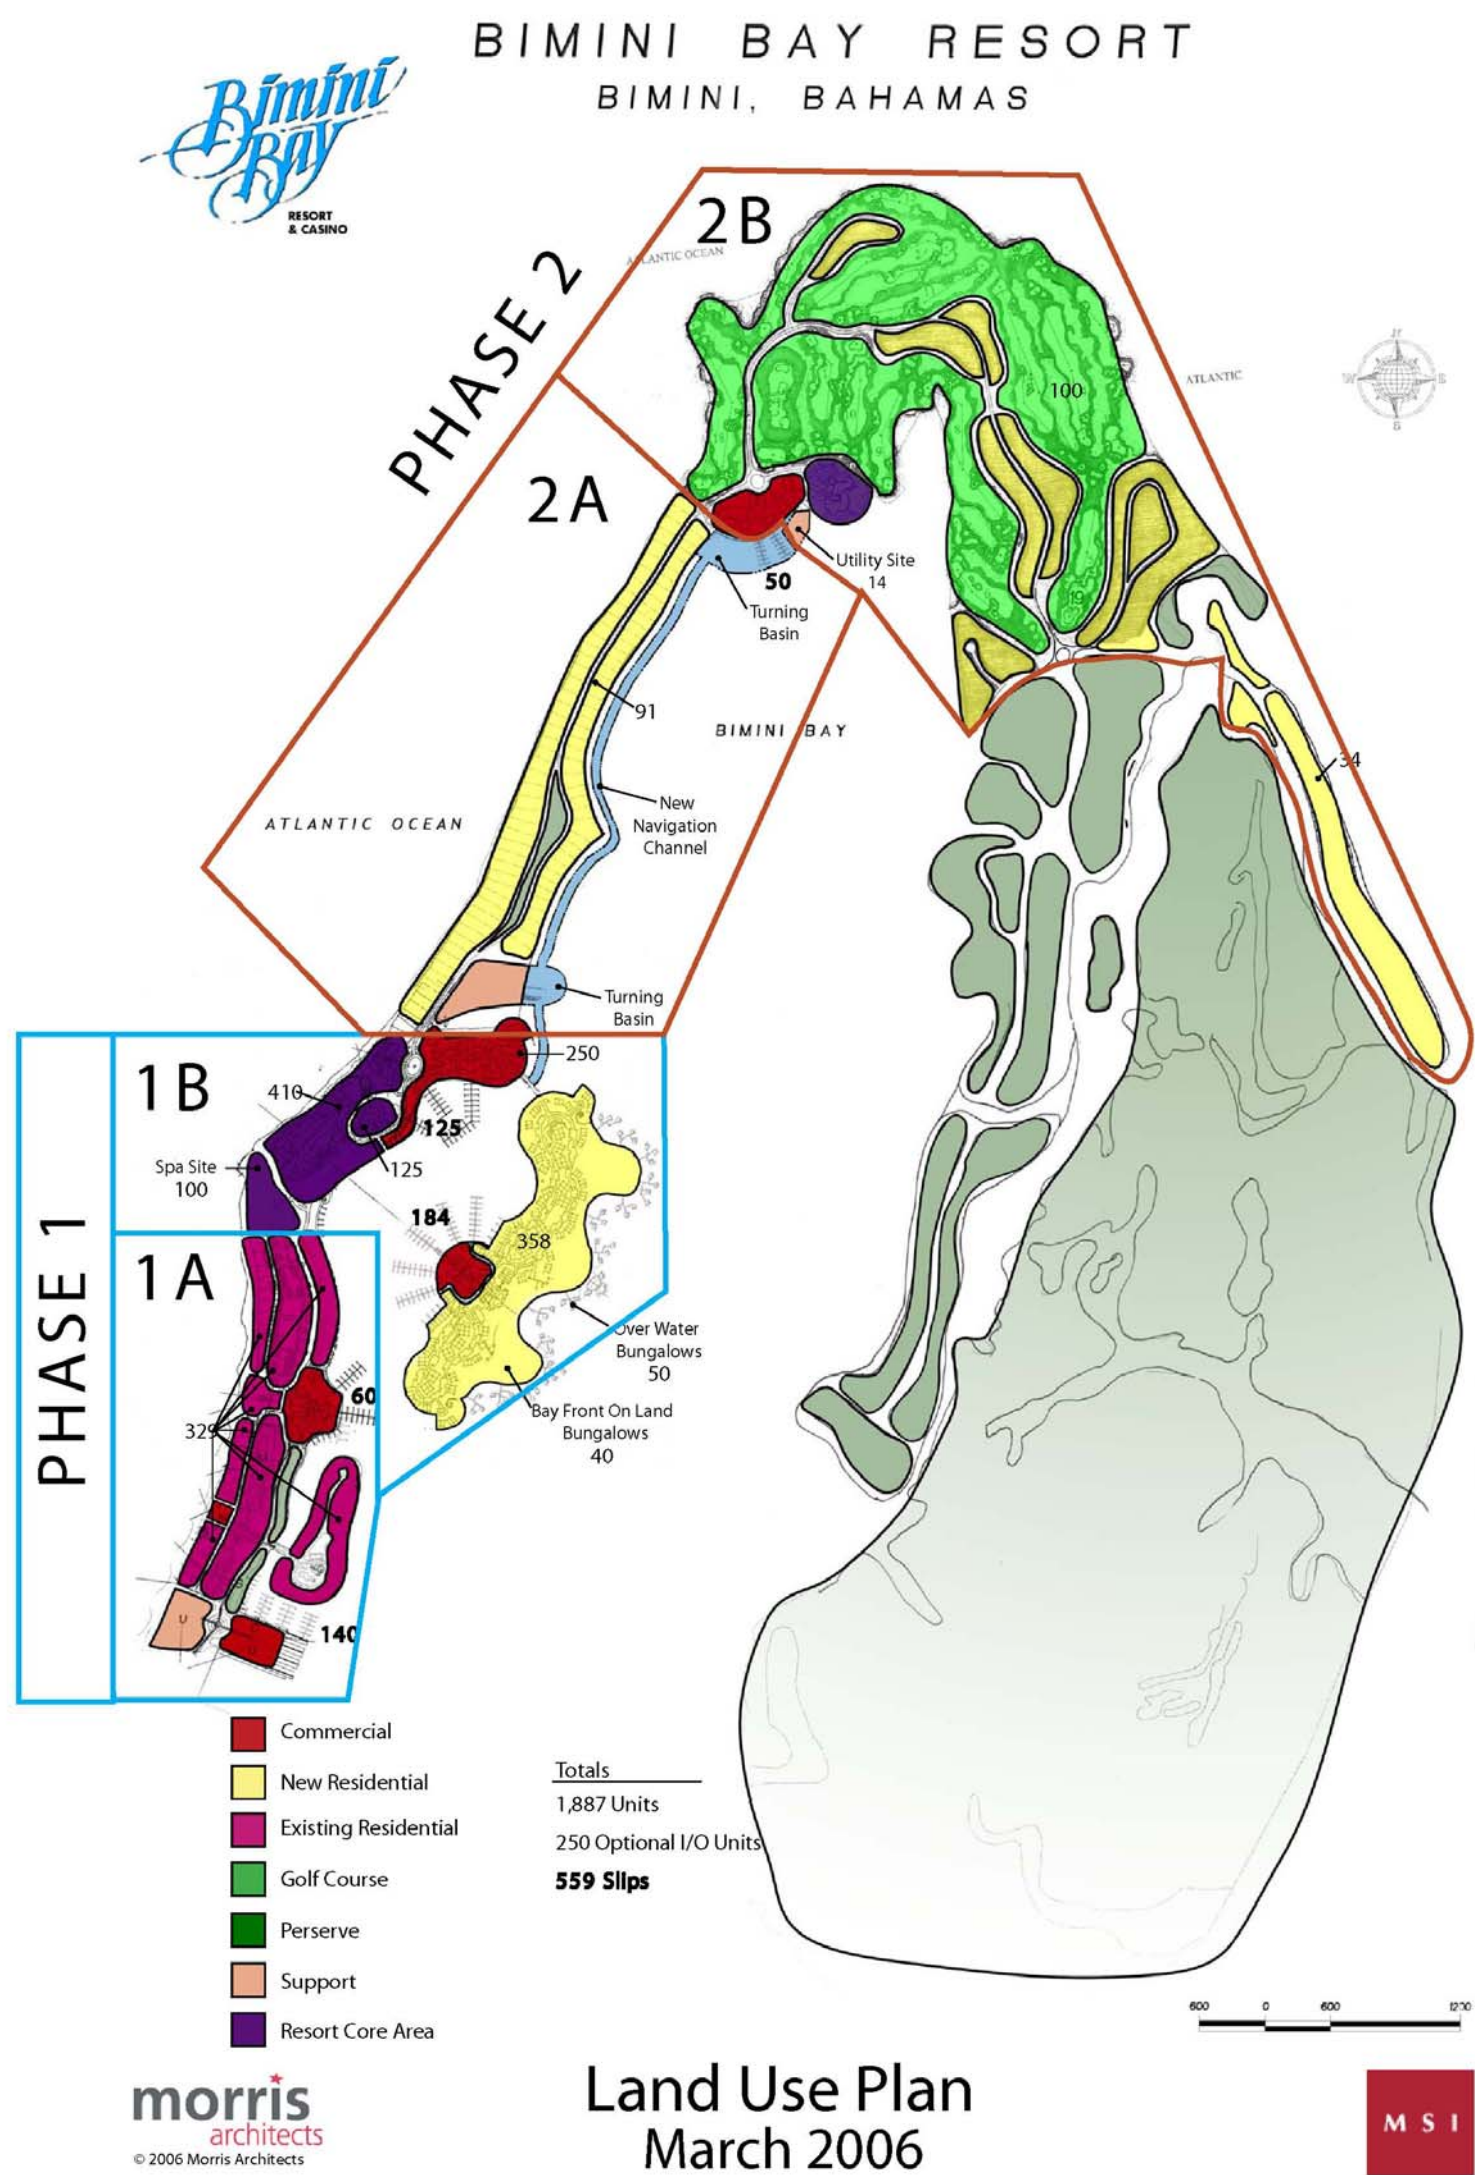 BIMINI BAY RESORT
BIMINI, BAHAMAS
Bimini
Bay
RESORT
& CASINO
PHASE 2
2B
ATLANTIC OCEAN
N
W
E
S
ATLANTIC
100
2A
Utility Site
14
50
Turning
Basin
19
91
BIMINI BAY
34
New
Navigation
Channel
ATLANTIC OCEAN
Turning
Basin
PHASE 1
1B
250
410
125
125
Spa Site
100
184
358
1A
Over Water
Bungalows
50
60
Bay Front On Land
Bungalows
40
329
U
140
Commercial
New Residential
Existing Residential
Golf Course
Perserve
Support
Resort Core Area
Totals
1,887 Units
250 Optional I/O Units
559 Slips
600 0 600 1200
morris
architects
© 2006 Morris Architects
Land Use Plan
March 2006
MSI